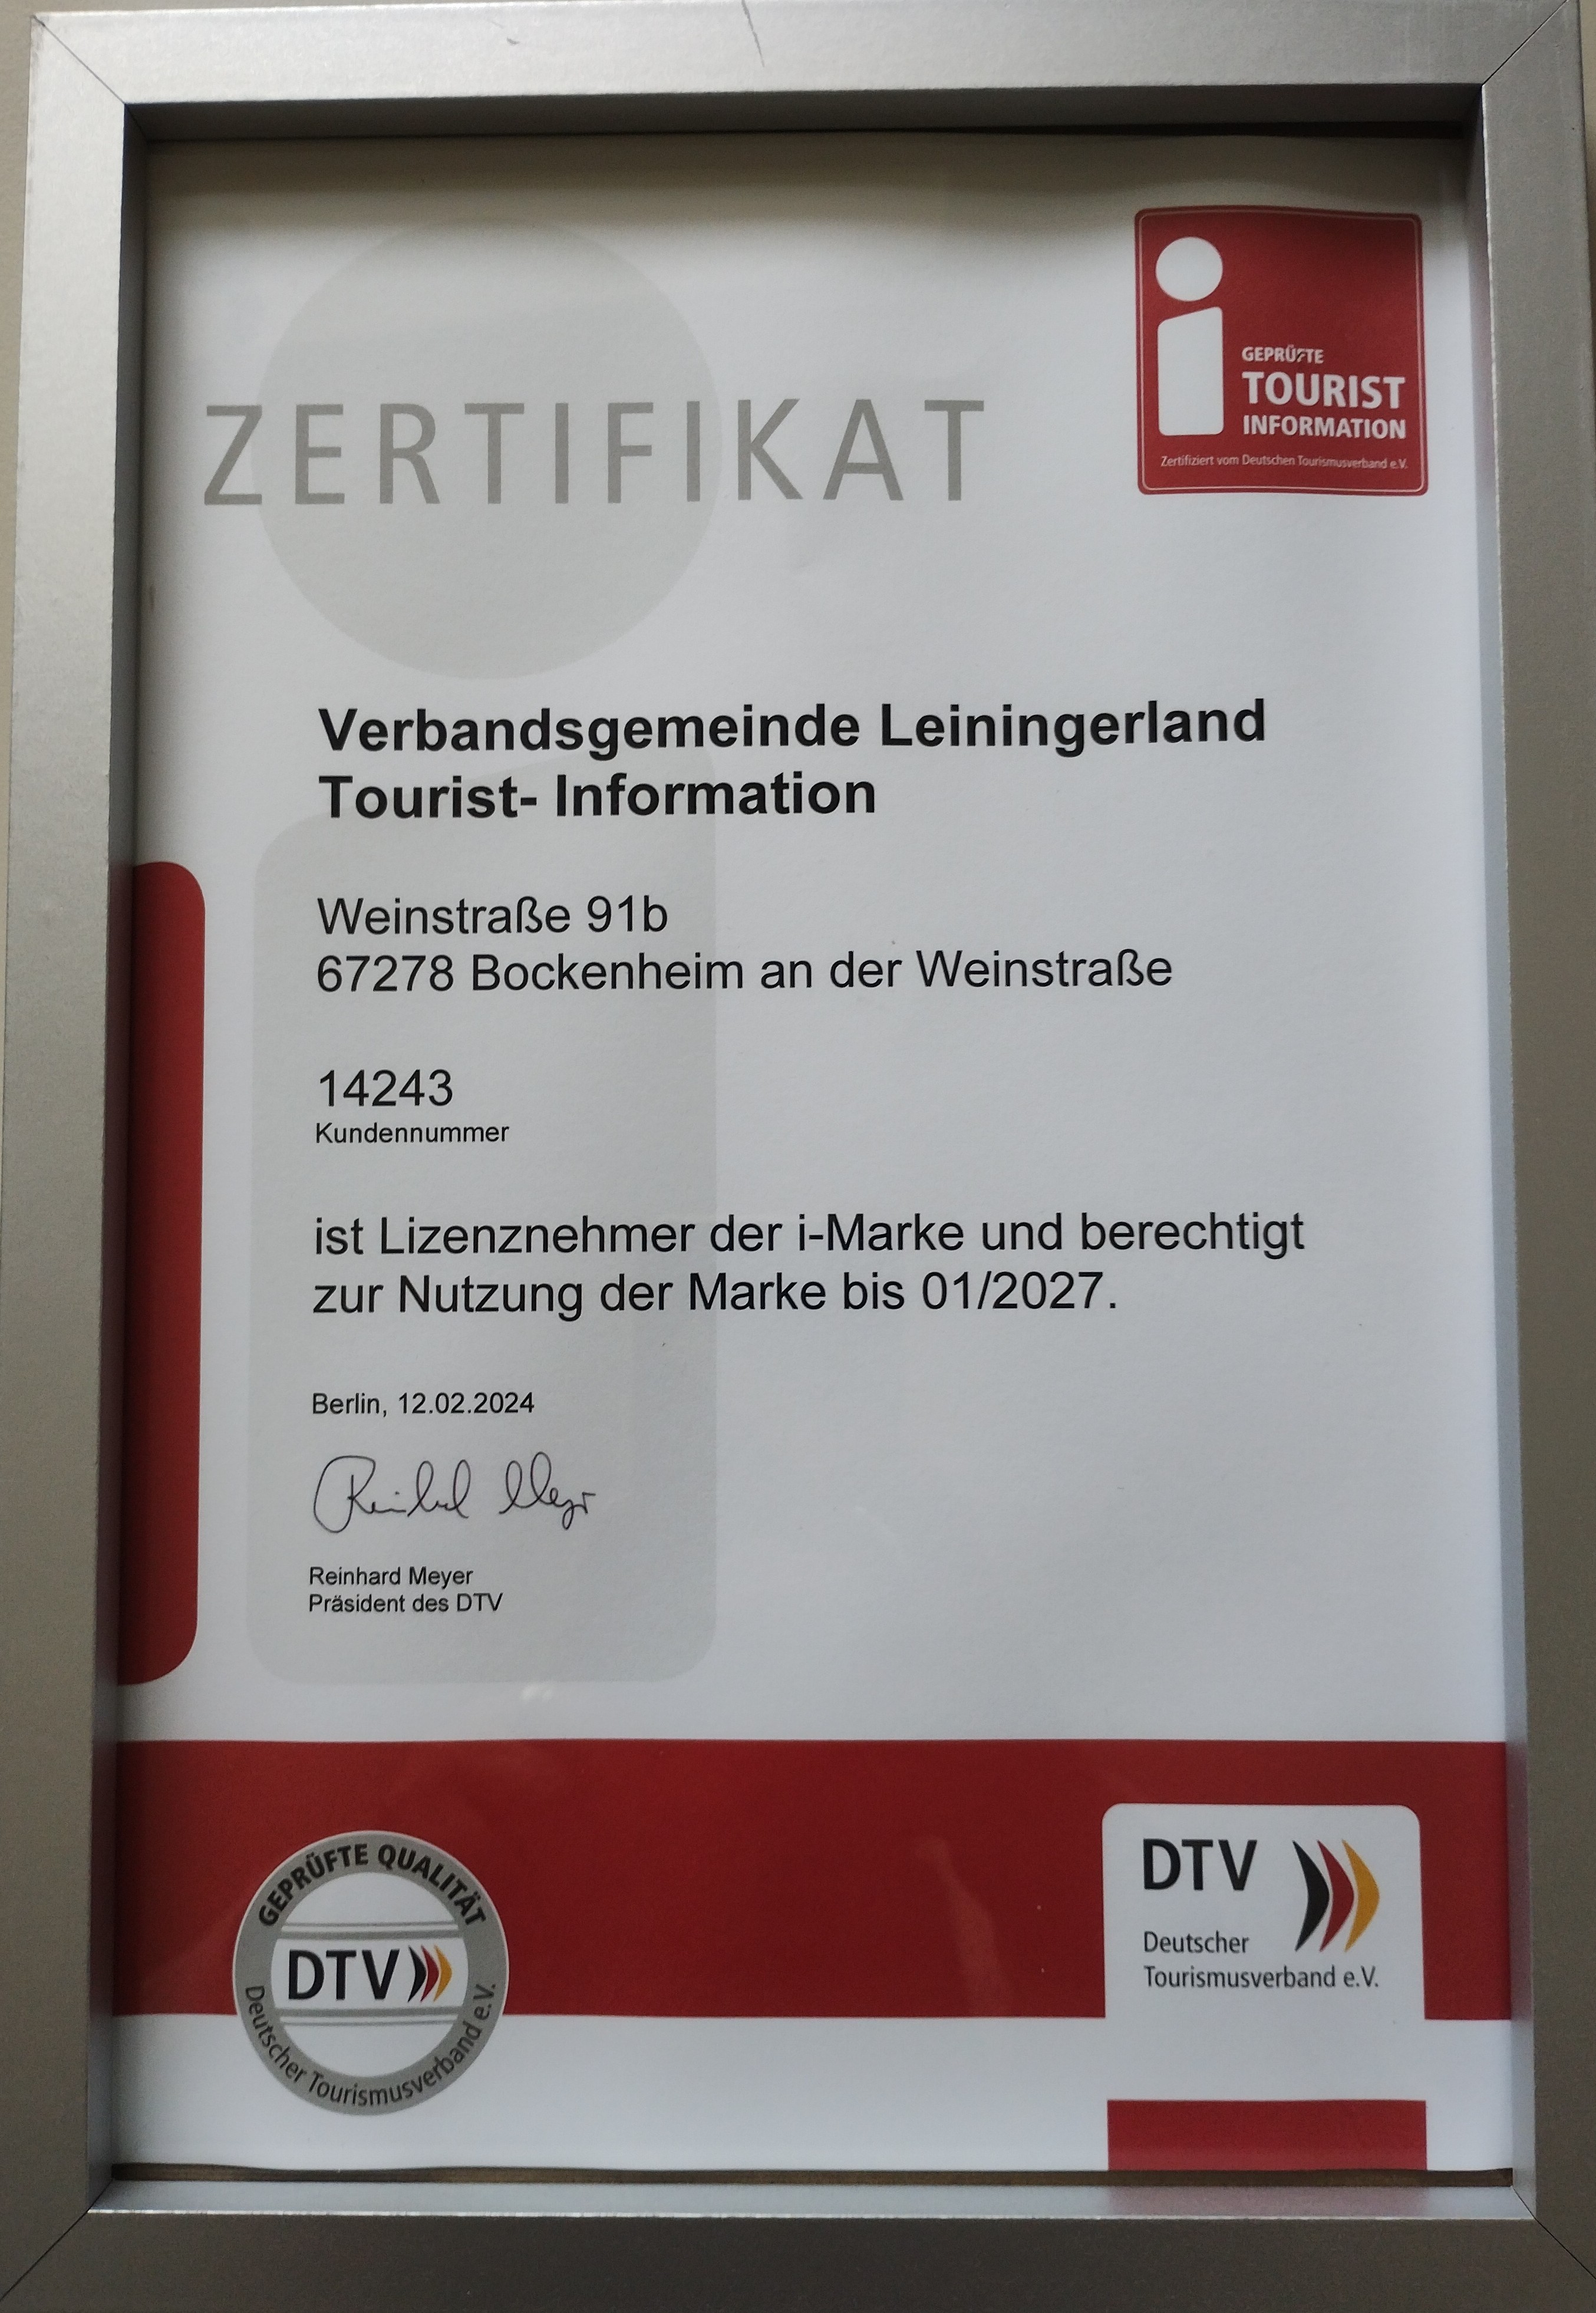 ZERTIFIKAT
GEPRÜFTE
TOURIST
INFORMATION
Zertifiziert vom Deutschen Tourismusverband e.V.
Verbandsgemeinde Leiningerland
Tourist- Information
Weinstraße 91b
67278 Bockenheim an der Weinstraße
14243
Kundennummer
ist Lizenznehmer der i-Marke und berechtigt
zur Nutzung der Marke bis 01/2027.
Berlin, 12.02.2024
Reinhard Meyer
Reinhard Meyer
Präsident des DTV
GEPRÜFTE QUALITÄT
DTV
Deutscher Tourismusverband e.V.
DTV
Deutscher
Tourismusverband e.V.